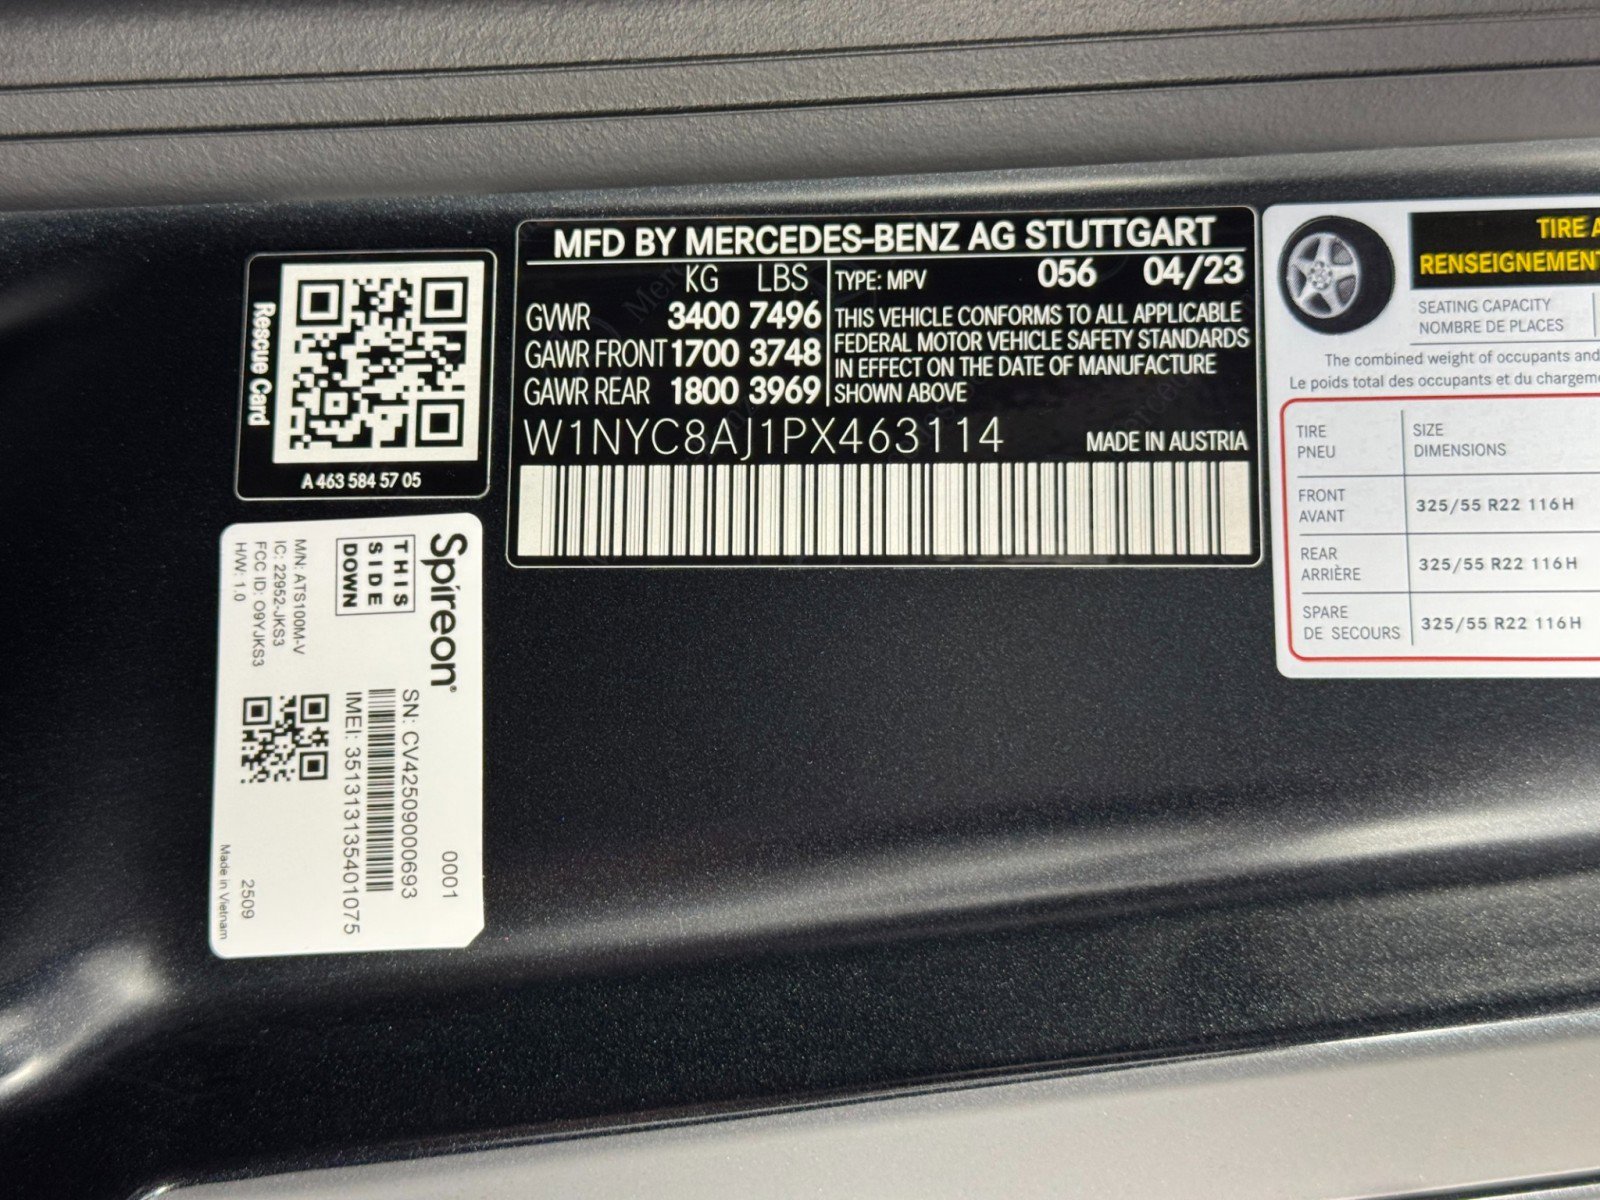 MFD BY MERCEDES-BENZ AG STUTTGART
KG LBS
GVWR 3400 7496
GAWR FRONT 1700 3748
GAWR REAR 1800 3969
TYPE: MPV 056 04/23
THIS VEHICLE CONFORMS TO ALL APPLICABLE
FEDERAL MOTOR VEHICLE SAFETY STANDARDS
IN EFFECT ON THE DATE OF MANUFACTURE
SHOWN ABOVE
W1NYC8AJ1PX463114
MADE IN AUSTRIA
Rescue Card
A 463 584 57 05
Spireon®
THIS
SIDE
DOWN
M/N: ATS100M-V
IC: 22952-JKS3
FCC ID: O9YJKS3
H/W: 1.0
0001
SN: CV42509000693
IMEI: 351313135401075
2509
Made in Vietnam
TIRE A
RENSEIGNEMENT
SEATING CAPACITY
NOMBRE DE PLACES
The combined weight of occupants and
Le poids total des occupants et du chargeme
TIRE
PNEU
SIZE
DIMENSIONS
FRONT
AVANT
325/55 R22 116H
REAR
ARRIÈRE
325/55 R22 116H
SPARE
DE SECOURS
325/55 R22 116H